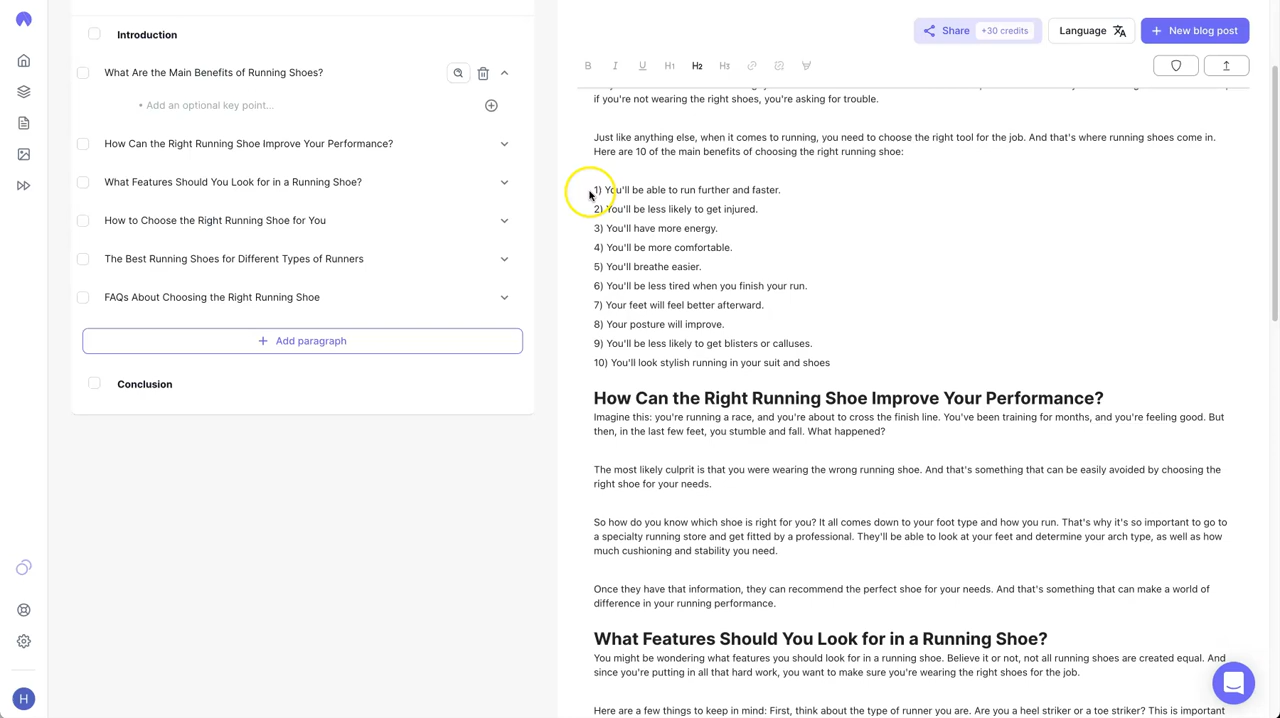 Introduction
What Are the Main Benefits of Running Shoes?
• Add an optional key point...
How Can the Right Running Shoe Improve Your Performance?
What Features Should You Look for in a Running Shoe?
How to Choose the Right Running Shoe for You
The Best Running Shoes for Different Types of Runners
FAQs About Choosing the Right Running Shoe
+ Add paragraph
Conclusion
H
Share +30 credits
Language
+ New blog post
B I U H1 H2 H3
if you're not wearing the right shoes, you're asking for trouble.
Just like anything else, when it comes to running, you need to choose the right tool for the job. And that's where running shoes come in.
Here are 10 of the main benefits of choosing the right running shoe:
1) You'll be able to run further and faster.
2) You'll be less likely to get injured.
3) You'll have more energy.
4) You'll be more comfortable.
5) You'll breathe easier.
6) You'll be less tired when you finish your run.
7) Your feet will feel better afterward.
8) Your posture will improve.
9) You'll be less likely to get blisters or calluses.
10) You'll look stylish running in your suit and shoes
How Can the Right Running Shoe Improve Your Performance?
Imagine this: you're running a race, and you're about to cross the finish line. You've been training for months, and you're feeling good. But
then, in the last few feet, you stumble and fall. What happened?
The most likely culprit is that you were wearing the wrong running shoe. And that's something that can be easily avoided by choosing the
right shoe for your needs.
So how do you know which shoe is right for you? It all comes down to your foot type and how you run. That's why it's so important to go to
a specialty running store and get fitted by a professional. They'll be able to look at your feet and determine your arch type, as well as how
much cushioning and stability you need.
Once they have that information, they can recommend the perfect shoe for your needs. And that's something that can make a world of
difference in your running performance.
What Features Should You Look for in a Running Shoe?
You might be wondering what features you should look for in a running shoe. Believe it or not, not all running shoes are created equal. And
since you're putting in all that hard work, you want to make sure you're wearing the right shoes for the job.
Here are a few things to keep in mind: First, think about the type of runner you are. Are you a heel striker or a toe striker? This is important